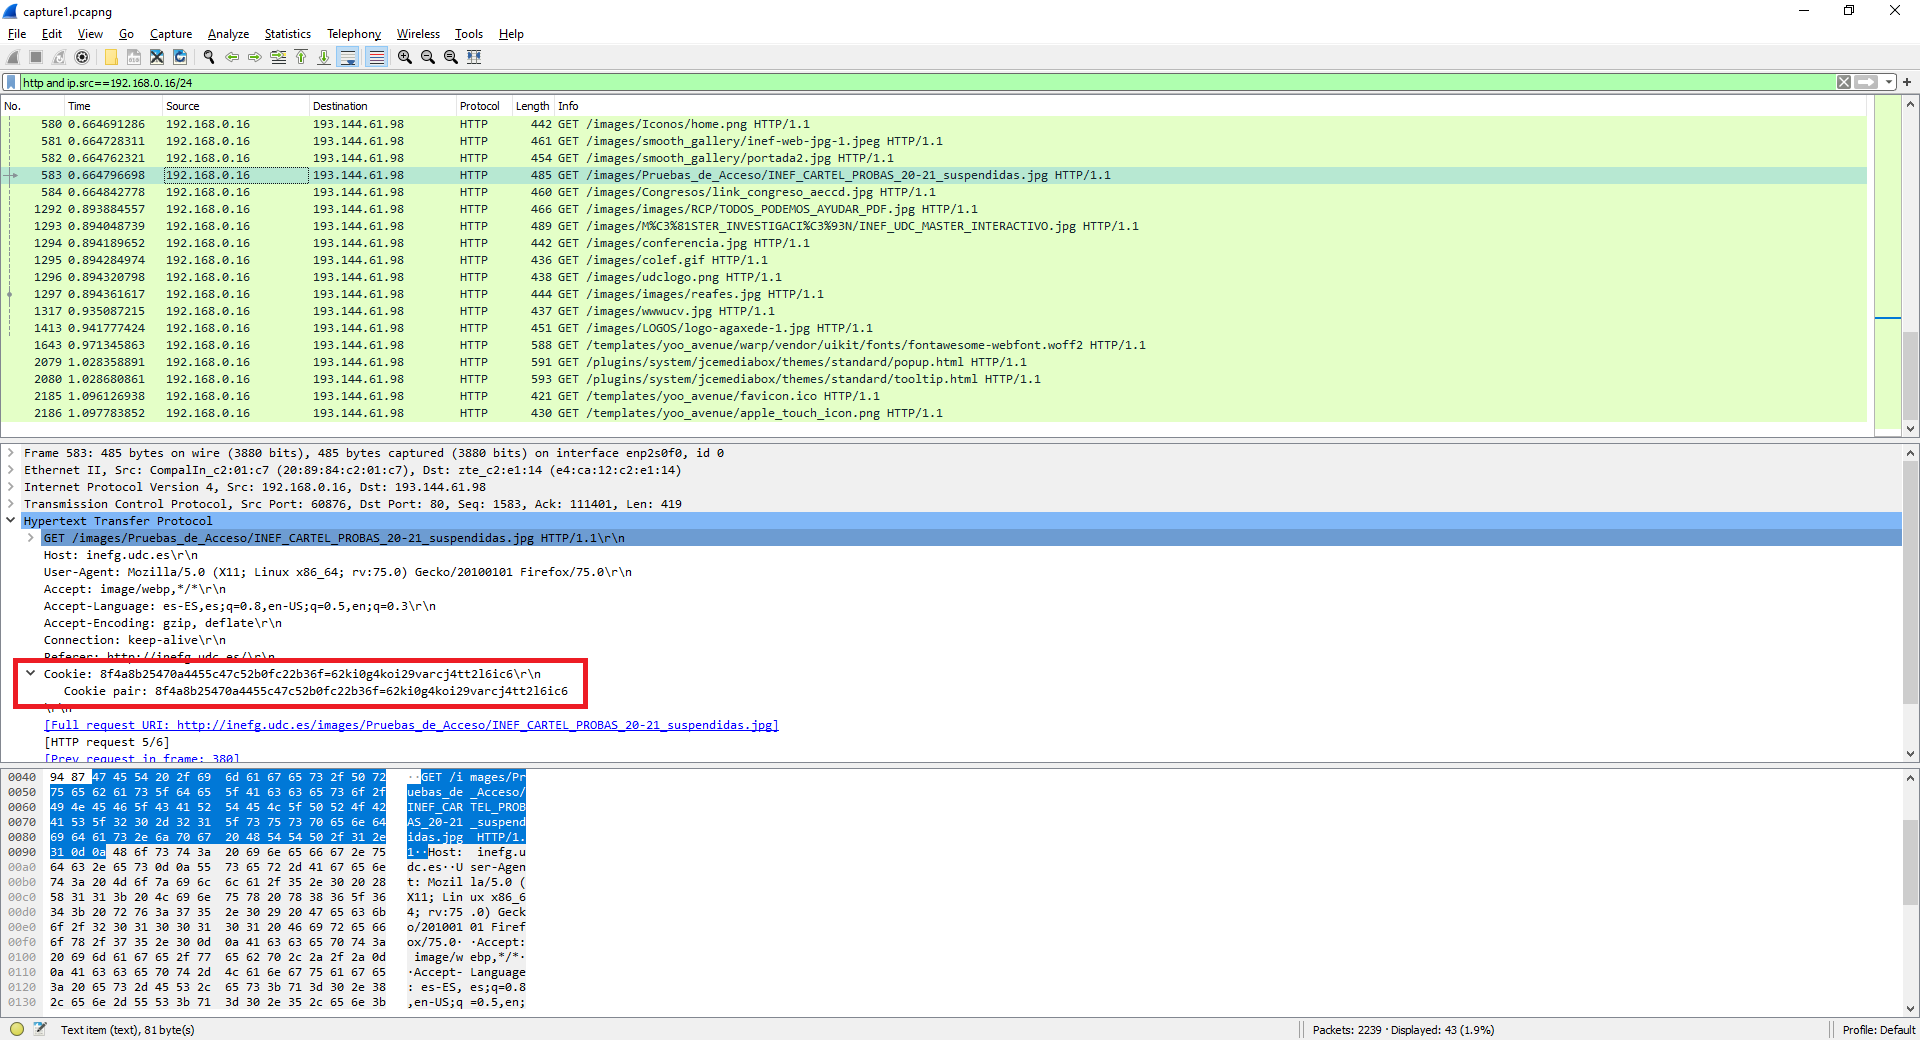 capture1.pcapng
File Edit View Go Capture Analyze Statistics Telephony Wireless Tools Help
http and ip.src==192.168.0.16/24
No. Time Source Destination Protocol Length Info
580 0.664691286 192.168.0.16 193.144.61.98 HTTP 442 GET /images/Iconos/home.png HTTP/1.1
581 0.664728311 192.168.0.16 193.144.61.98 HTTP 461 GET /images/smooth_gallery/inef-web-jpg-1.jpeg HTTP/1.1
582 0.664762321 192.168.0.16 193.144.61.98 HTTP 454 GET /images/smooth_gallery/portada2.jpg HTTP/1.1
583 0.664796698 192.168.0.16 193.144.61.98 HTTP 485 GET /images/Pruebas_de_Acceso/INEF_CARTEL_PROBAS_20-21_suspendidas.jpg HTTP/1.1
584 0.664842778 192.168.0.16 193.144.61.98 HTTP 460 GET /images/Congresos/link_congreso_aeccd.jpg HTTP/1.1
1292 0.893884557 192.168.0.16 193.144.61.98 HTTP 466 GET /images/images/RCP/TODOS_PODEMOS_AYUDAR_PDF.jpg HTTP/1.1
1293 0.894048739 192.168.0.16 193.144.61.98 HTTP 489 GET /images/M%C3%81STER_INVESTIGACI%C3%93N/INEF_UDC_MASTER_INTERACTIVO.jpg HTTP/1.1
1294 0.894189652 192.168.0.16 193.144.61.98 HTTP 442 GET /images/conferencia.jpg HTTP/1.1
1295 0.894284974 192.168.0.16 193.144.61.98 HTTP 436 GET /images/colef.gif HTTP/1.1
1296 0.894320798 192.168.0.16 193.144.61.98 HTTP 438 GET /images/udclogo.png HTTP/1.1
1297 0.894361617 192.168.0.16 193.144.61.98 HTTP 444 GET /images/images/reafes.jpg HTTP/1.1
1317 0.935087215 192.168.0.16 193.144.61.98 HTTP 437 GET /images/wwwucv.jpg HTTP/1.1
1413 0.941777424 192.168.0.16 193.144.61.98 HTTP 451 GET /images/LOGOS/logo-agaxede-1.jpg HTTP/1.1
1643 0.971345863 192.168.0.16 193.144.61.98 HTTP 588 GET /templates/yoo_avenue/warp/vendor/uikit/fonts/fontawesome-webfont.woff2 HTTP/1.1
2079 1.028358891 192.168.0.16 193.144.61.98 HTTP 591 GET /plugins/system/jcemediabox/themes/standard/popup.html HTTP/1.1
2080 1.028680861 192.168.0.16 193.144.61.98 HTTP 593 GET /plugins/system/jcemediabox/themes/standard/tooltip.html HTTP/1.1
2185 1.096126938 192.168.0.16 193.144.61.98 HTTP 421 GET /templates/yoo_avenue/favicon.ico HTTP/1.1
2186 1.097783852 192.168.0.16 193.144.61.98 HTTP 430 GET /templates/yoo_avenue/apple_touch_icon.png HTTP/1.1
Frame 583: 485 bytes on wire (3880 bits), 485 bytes captured (3880 bits) on interface enp2s0f0, id 0
Ethernet II, Src: CompalIn_c2:01:c7 (20:89:84:c2:01:c7), Dst: zte_c2:e1:14 (e4:ca:12:c2:e1:14)
Internet Protocol Version 4, Src: 192.168.0.16, Dst: 193.144.61.98
Transmission Control Protocol, Src Port: 60876, Dst Port: 80, Seq: 1583, Ack: 111401, Len: 419
Hypertext Transfer Protocol
GET /images/Pruebas_de_Acceso/INEF_CARTEL_PROBAS_20-21_suspendidas.jpg HTTP/1.1\r\n
Host: inefg.udc.es\r\n
User-Agent: Mozilla/5.0 (X11; Linux x86_64; rv:75.0) Gecko/20100101 Firefox/75.0\r\n
Accept: image/webp,*/*\r\n
Accept-Language: es-ES,es;q=0.8,en-US;q=0.5,en;q=0.3\r\n
Accept-Encoding: gzip, deflate\r\n
Connection: keep-alive\r\n
Referer: http://inefg.udc.es/\r\n
Cookie: 8f4a8b25470a4455c47c52b0fc22b36f=62ki0g4koi29varcj4tt2l6ic6\r\n
Cookie pair: 8f4a8b25470a4455c47c52b0fc22b36f=62ki0g4koi29varcj4tt2l6ic6
\r\n
[Full request URI: http://inefg.udc.es/images/Pruebas_de_Acceso/INEF_CARTEL_PROBAS_20-21_suspendidas.jpg]
[HTTP request 5/6]
[Prev request in frame: 380]
0040 94 87 47 45 54 20 2f 69 6d 61 67 65 73 2f 50 72 ··GET /i mages/Pr
0050 75 65 62 61 73 5f 64 65 5f 41 63 63 65 73 6f 2f uebas_de _Acceso/
0060 49 4e 45 46 5f 43 41 52 54 45 4c 5f 50 52 4f 42 INEF_CAR TEL_PROB
0070 41 53 5f 32 30 2d 32 31 5f 73 75 73 70 65 6e 64 AS_20-21 _suspend
0080 69 64 61 73 2e 6a 70 67 20 48 54 54 50 2f 31 2e idas.jpg HTTP/1.
0090 31 0d 0a 48 6f 73 74 3a 20 69 6e 65 66 67 2e 75 1··Host: inefg.u
00a0 64 63 2e 65 73 0d 0a 55 73 65 72 2d 41 67 65 6e dc.es··U ser-Agen
00b0 74 3a 20 4d 6f 7a 69 6c 6c 61 2f 35 2e 30 20 28 t: Mozil la/5.0 (
00c0 58 31 31 3b 20 4c 69 6e 75 78 20 78 38 36 5f 36 X11; Lin ux x86_6
00d0 34 3b 20 72 76 3a 37 35 2e 30 29 20 47 65 63 6b 4; rv:75 .0) Geck
00e0 6f 2f 32 30 31 30 30 31 30 31 20 46 69 72 65 66 o/201001 01 Firef
00f0 6f 78 2f 37 35 2e 30 0d 0a 41 63 63 65 70 74 3a ox/75.0· ·Accept:
0100 20 69 6d 61 67 65 2f 77 65 62 70 2c 2a 2f 2a 0d image/w ebp,*/*·
0110 0a 41 63 63 65 70 74 2d 4c 61 6e 67 75 61 67 65 ·Accept- Language
0120 3a 20 65 73 2d 45 53 2c 65 73 3b 71 3d 30 2e 38 : es-ES, es;q=0.8
0130 2c 65 6e 2d 55 53 3b 71 3d 30 2e 35 2c 65 6e 3b ,en-US;q =0.5,en;
Text item (text), 81 byte(s) Packets: 2239 · Displayed: 43 (1.9%) Profile: Default